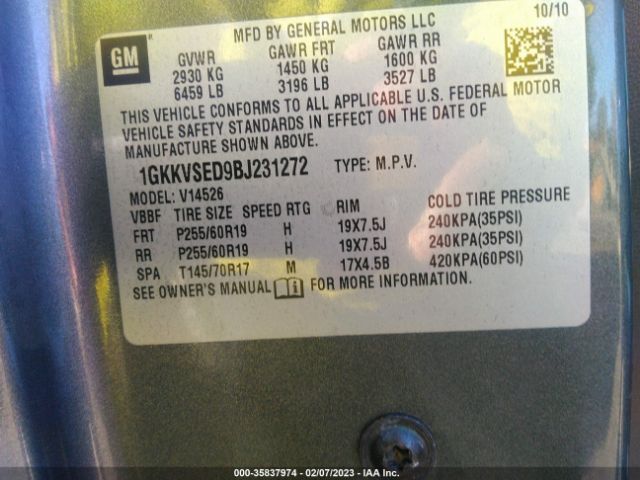 MFD BY GENERAL MOTORS LLC 10/10
GM
GVWR GAWR FRT GAWR RR
2930 KG 1450 KG 1600 KG
6459 LB 3196 LB 3527 LB
THIS VEHICLE CONFORMS TO ALL APPLICABLE U.S. FEDERAL MOTOR
VEHICLE SAFETY STANDARDS IN EFFECT ON THE DATE OF
MANUFACTURE SHOWN ABOVE.
1GKKVSED9BJ231272 TYPE: M.P.V.
MODEL: V14526
VBBF TIRE SIZE SPEED RTG RIM COLD TIRE PRESSURE
FRT P255/60R19 H 19X7.5J 240KPA(35PSI)
RR P255/60R19 H 19X7.5J 240KPA(35PSI)
SPA T145/70R17 M 17X4.5B 420KPA(60PSI)
SEE OWNER'S MANUAL FOR MORE INFORMATION.
000-35837974 - 02/07/2023 - IAA Inc.